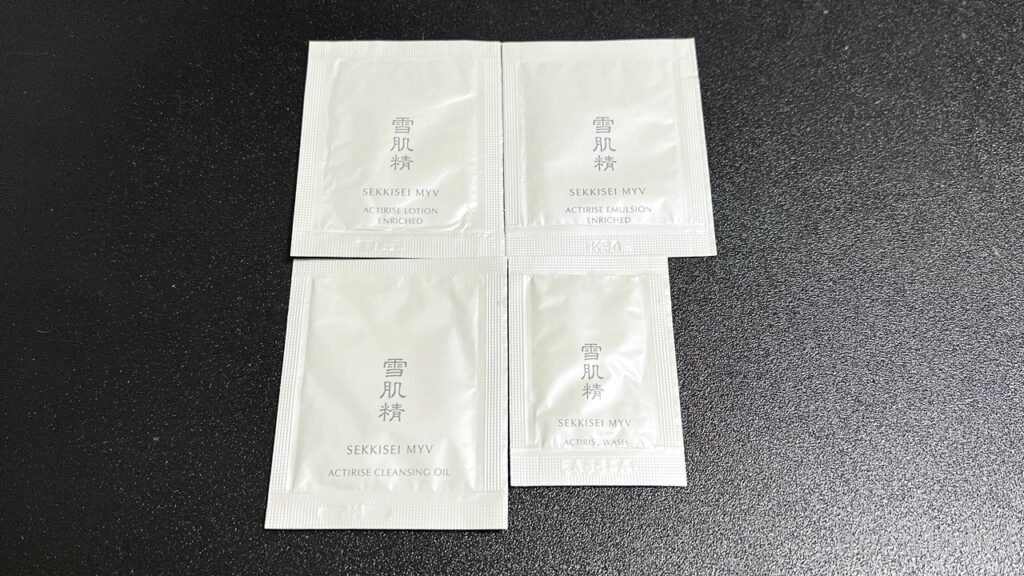 雪肌精
SEKKISEI MYV
ACTIRISE LOTION
ENRICHED
雪肌精
SEKKISEI MYV
ACTIRISE EMULSION
ENRICHED
雪肌精
SEKKISEI MYV
ACTIRISE CLEANSING OIL
雪肌精
SEKKISEI MYV
WASH